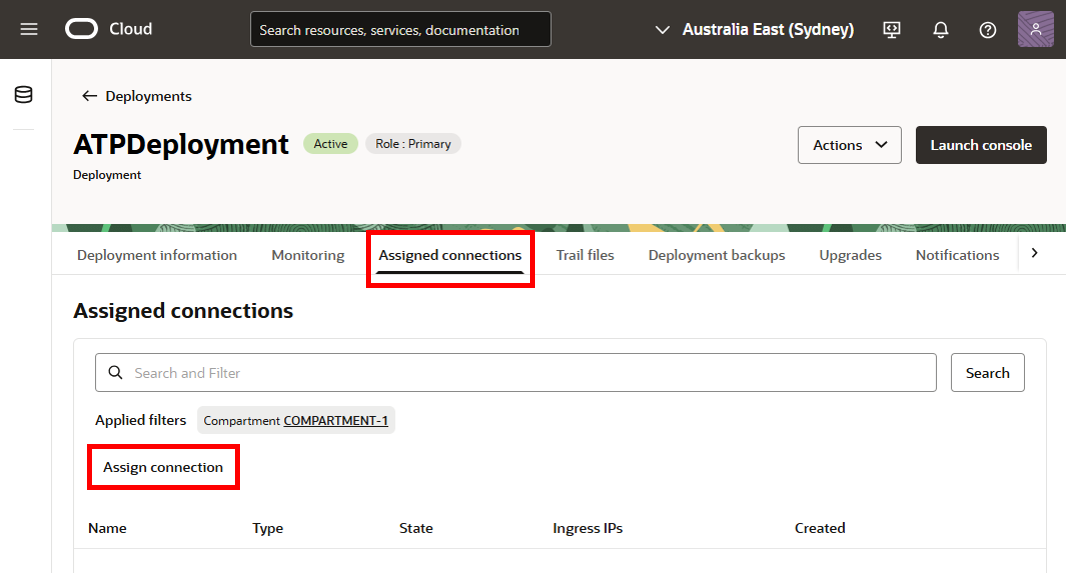 Cloud
Search resources, services, documentation
Australia East (Sydney)
Deployments
ATPDeployment Active Role : Primary
Deployment
Actions
Launch console
Deployment information Monitoring Assigned connections Trail files Deployment backups Upgrades Notifications
Assigned connections
Search and Filter
Search
Applied filters Compartment COMPARTMENT-1
Assign connection
Name Type State Ingress IPs Created